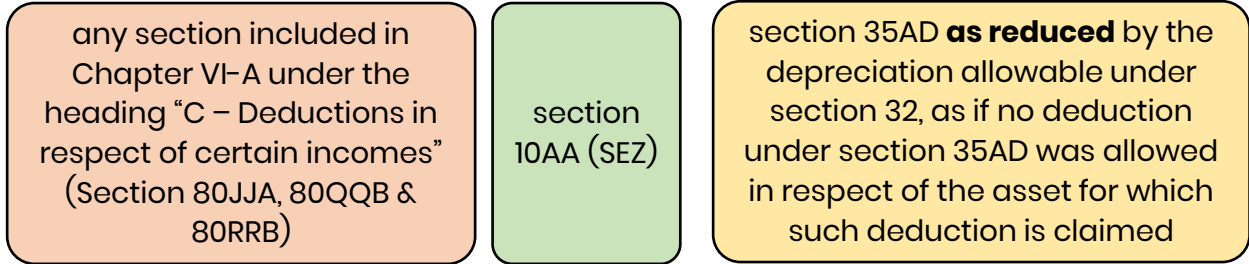 any section included in
Chapter VI-A under the
heading “C – Deductions in
respect of certain incomes”
(Section 80JJA, 80QQB &
80RRB)
section
10AA (SEZ)
section 35AD as reduced by the
depreciation allowable under
section 32, as if no deduction
under section 35AD was allowed
in respect of the asset for which
such deduction is claimed